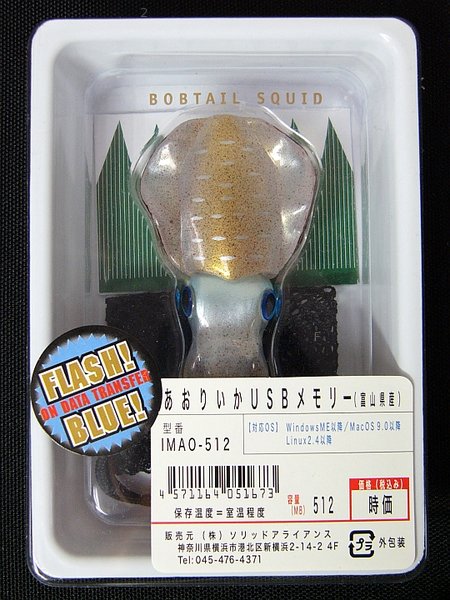 BOBTAIL SQUID
FLASH!
ON DATA TRANSFER
BLUE!
あおりいかUSBメモリー(富山県産)
型番
IMAO-512
【対応OS】 WindowsME以降/MacOS9.0以降
Linux2.4以降
4571164051673
容量
(MB)
512
価格(税込み)
時価
保存温度=室温程度
販売元 (株)ソリッドアライアンス
神奈川県横浜市港北区新横浜2-14-2 4F
Tel:045-476-4371
プラ
外包装